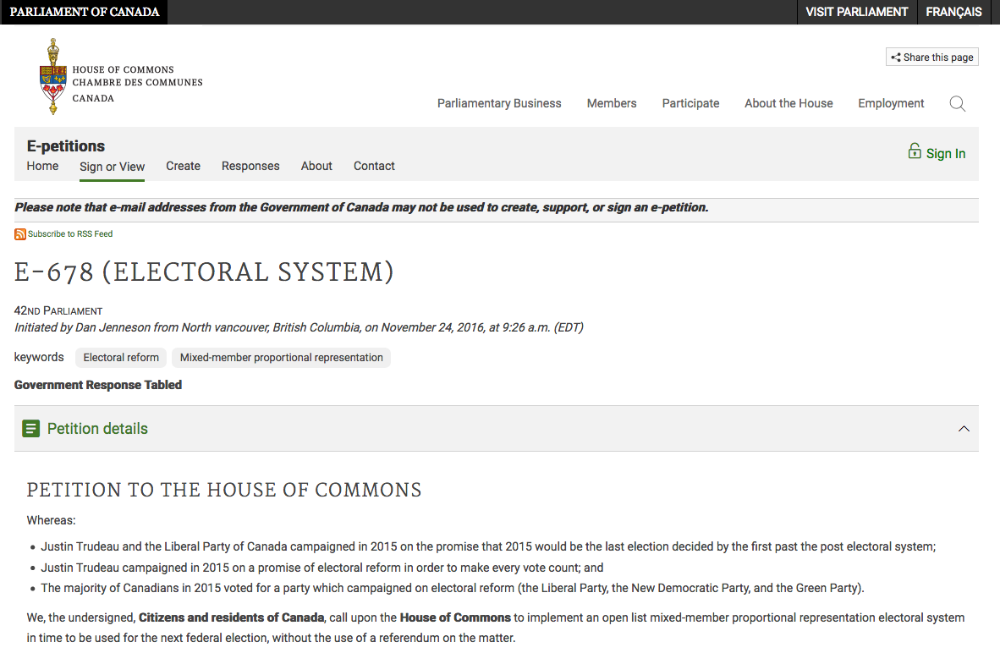 PARLIAMENT OF CANADA
VISIT PARLIAMENT
FRANÇAIS
HOUSE OF COMMONS
CHAMBRE DES COMMUNES
CANADA
Share this page
Parliamentary Business
Members
Participate
About the House
Employment
E-petitions
Home
Sign or View
Create
Responses
About
Contact
Sign In
Please note that e-mail addresses from the Government of Canada may not be used to create, support, or sign an e-petition.
Subscribe to RSS Feed
E-678 (ELECTORAL SYSTEM)
42ND PARLIAMENT
Initiated by Dan Jenneson from North vancouver, British Columbia, on November 24, 2016, at 9:26 a.m. (EDT)
keywords
Electoral reform
Mixed-member proportional representation
Government Response Tabled
Petition details
PETITION TO THE HOUSE OF COMMONS
Whereas:
• Justin Trudeau and the Liberal Party of Canada campaigned in 2015 on the promise that 2015 would be the last election decided by the first past the post electoral system;
• Justin Trudeau campaigned in 2015 on a promise of electoral reform in order to make every vote count; and
• The majority of Canadians in 2015 voted for a party which campaigned on electoral reform (the Liberal Party, the New Democratic Party, and the Green Party).
We, the undersigned, Citizens and residents of Canada, call upon the House of Commons to implement an open list mixed-member proportional representation electoral system
in time to be used for the next federal election, without the use of a referendum on the matter.